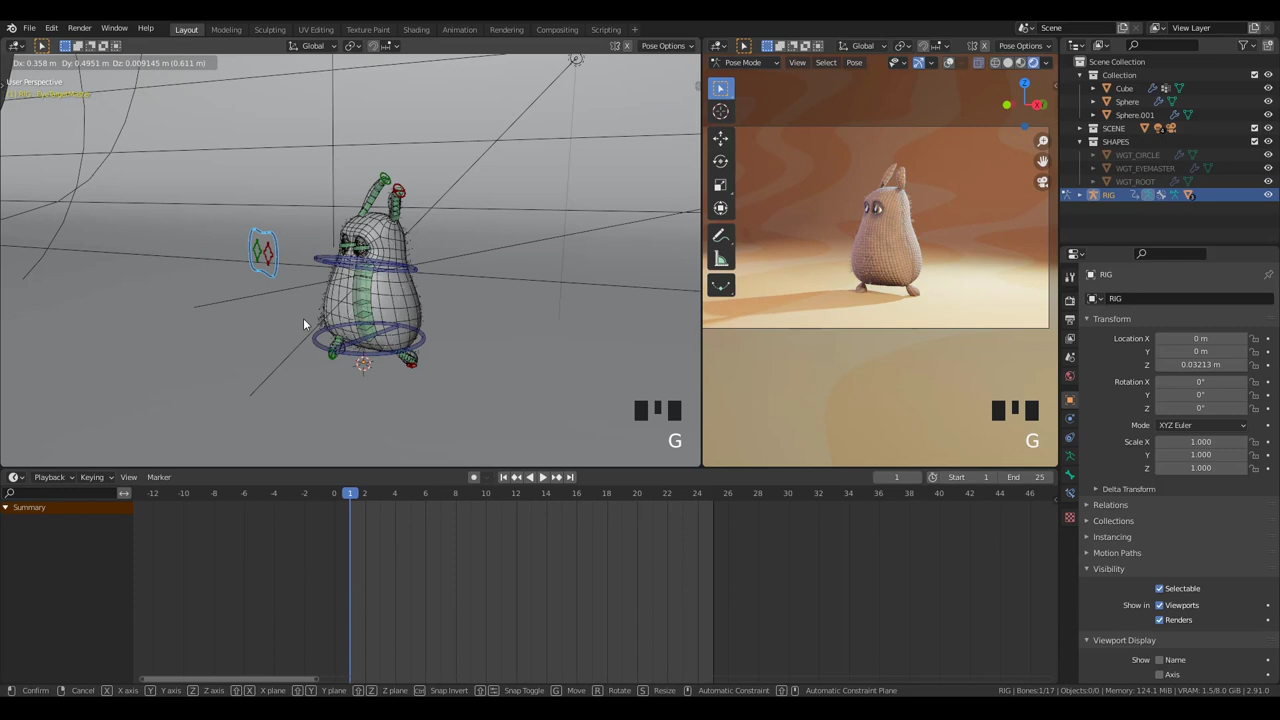 File Edit Render Window Help Layout Modeling Sculpting UV Editing Texture Paint Shading Animation Rendering Compositing Scripting + Scene View Layer
Global Pose Options Global Pose Options
Dx: 0.358 m Dy: 0.4951 m Dz: 0.009145 m (0.611 m) Pose Mode View Select Pose Scene Collection
Collection
User Perspective
Cube
Sphere
Z
Sphere.001
SCENE
SHAPES
WGT_CIRCLE
WGT_EYEMASTER
WGT_ROOT
RIG
RIG
RIG
Transform
Location X 0 m
Y 0 m
Z 0.03213 m
Rotation X 0°
Y 0°
Z 0°
Mode XYZ Euler
G G
Scale X 1.000
Y 1.000
Z 1.000
Playback Keying View Marker 1 Start 1 End 25
Delta Transform
-12 -10 -8 -6 -4 -2 0 1 2 4 6 8 10 12 14 16 18 20 22 24 26 28 30 32 34 36 38 40 42 44 46
Summary
Relations
Collections
Instancing
Motion Paths
Visibility
Selectable
Show in Viewports
Renders
Viewport Display
Show Name
Axis
Confirm Cancel X X axis Y Y axis Z Z axis X X plane Y Y plane Z Z plane Ctrl Snap Invert Snap Toggle G Move R Rotate S Resize Automatic Constraint Automatic Constraint Plane RIG | Bones:1/17 | Objects:0/0 | Memory: 124.1 MiB | VRAM: 1.5/8.0 GiB | 2.91.0